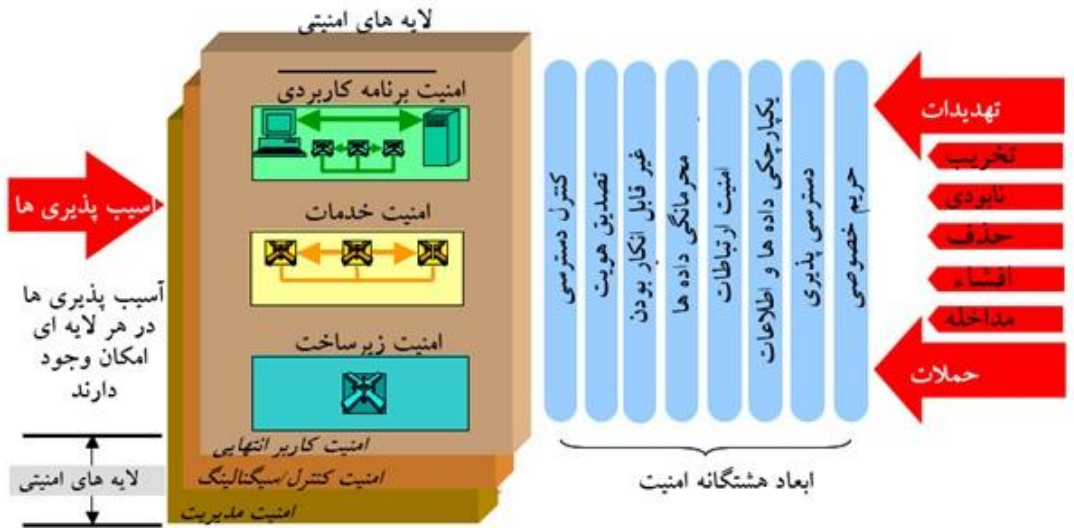 لایه های امنیتی
امنیت برنامه کاربردی
امنیت خدمات
امنیت زیرساخت
امنیت کاربر انتهایی
امنیت کنترل/سیگنالینگ
امنیت مدیریت
تهدیدات
تخریب
نابودی
حذف
افشاء
مداخله
حملات
حریم خصوصی
دسترسی پذیری
یکپارچگی داده ها و اطلاعات
امنیت ارتباطات
محرمانگی داده ها
غیر قابل انکار بودن
تصدیق هویت
کنترل دسترسی
ابعاد هشتگانه امنیت
آسیب پذیری ها
آسیب پذیری ها
در هر لایه ای
امکان وجود
دارند
لایه های امنیتی